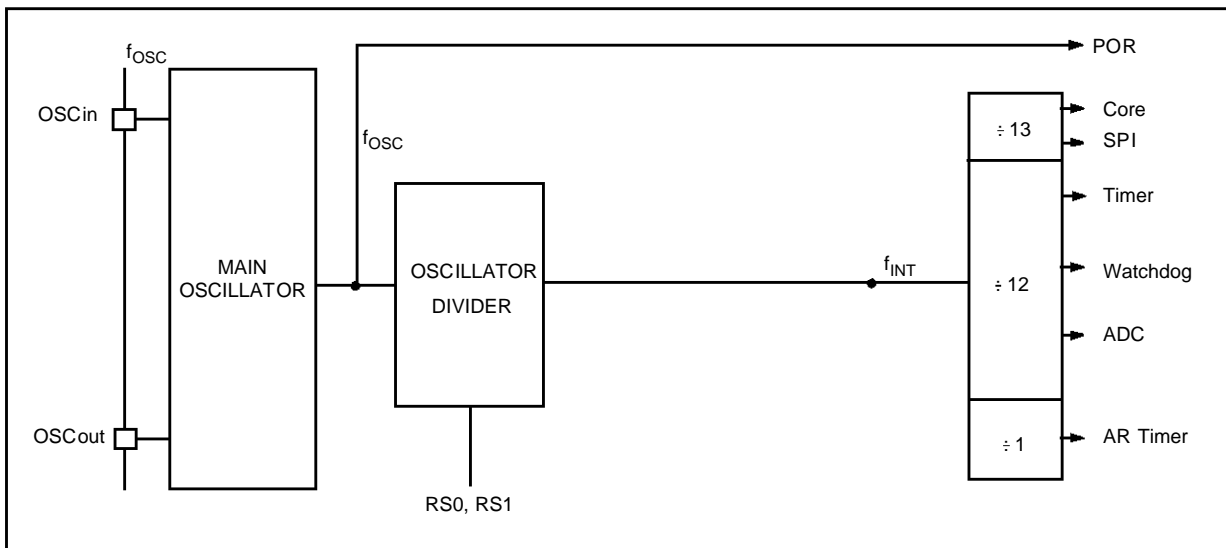 fOSC
POR
OSCin
fOSC
÷ 13
Core
SPI
MAIN
OSCILLATOR
OSCILLATOR
DIVIDER
fINT
÷ 12
Timer
Watchdog
ADC
OSCout
÷ 1
AR Timer
RS0, RS1